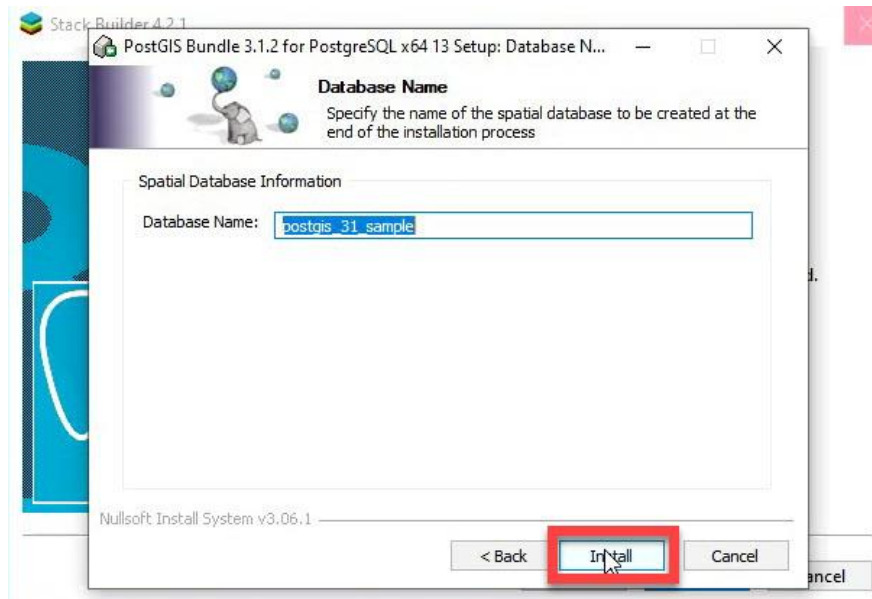 Stack Builder 4.2.1
PostGIS Bundle 3.1.2 for PostgreSQL x64 13 Setup: Database N...
Database Name
Specify the name of the spatial database to be created at the
end of the installation process
Spatial Database Information
Database Name: postgis_31_sample
d.
Nullsoft Install System v3.06.1
< Back Install Cancel
ancel